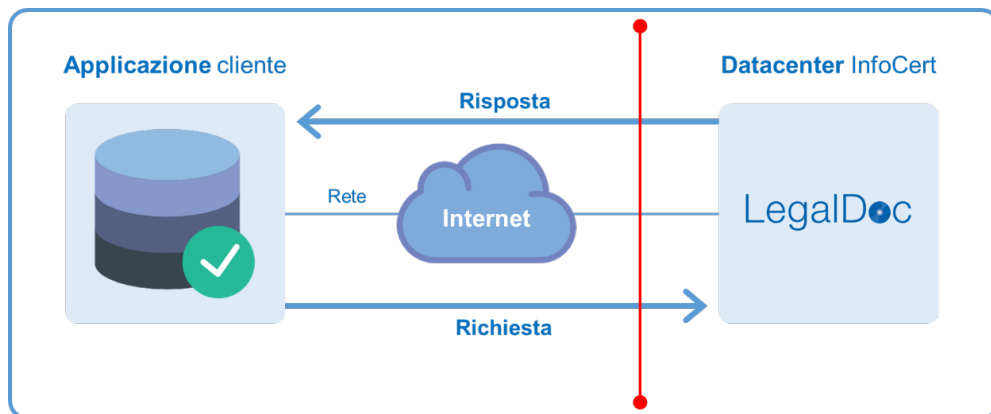 Applicazione cliente
Datacenter InfoCert
Risposta
Rete
Internet
LegalDoc
Richiesta